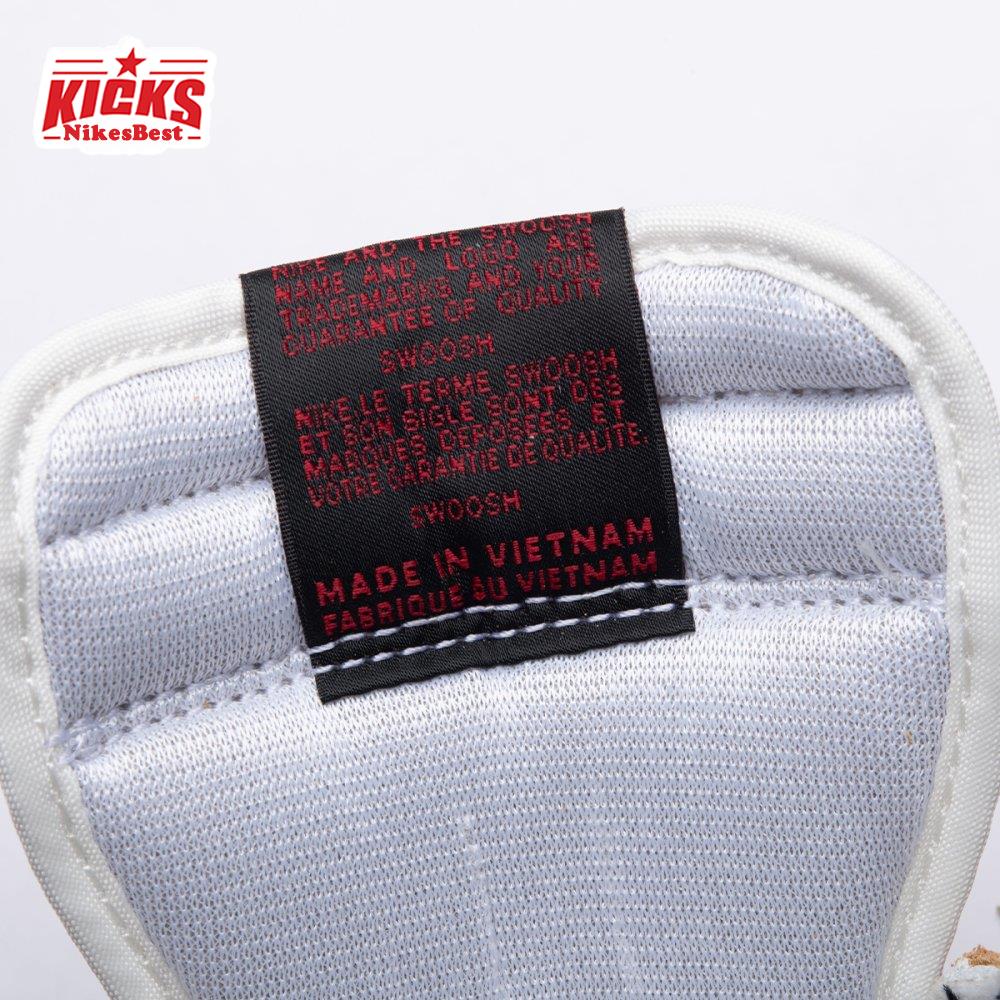 KICKS
NikesBest
NIKE AND THE SWOOSH
NAME AND LOGO ARE
TRADEMARKS AND YOUR
GUARANTEE OF QUALITY
SWOOSH
NIKE.LE TERME SWOOSH
ET SON SIGLE SONT DES
MARQUES DEPOSEES ET
VOTRE GARANTIE DE QUALITE.
SWOOSH
MADE IN VIETNAM
FABRIQUE AU VIETNAM